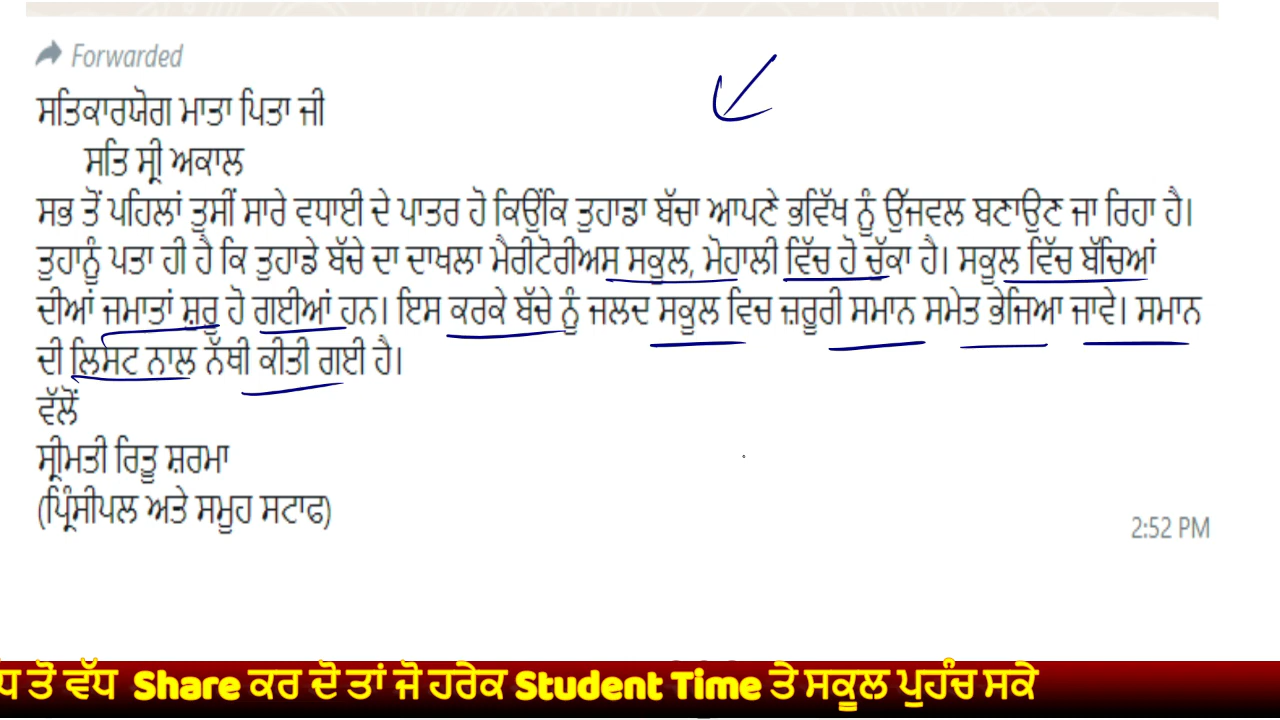 Forwarded
ਸਤਿਕਾਰਯੋਗ ਮਾਤਾ ਪਿਤਾ ਜੀ
ਸਤਿ ਸ੍ਰੀ ਅਕਾਲ
ਸਭ ਤੋਂ ਪਹਿਲਾਂ ਤੁਸੀਂ ਸਾਰੇ ਵਧਾਈ ਦੇ ਪਾਤਰ ਹੋ ਕਿਉਂਕਿ ਤੁਹਾਡਾ ਬੱਚਾ ਆਪਣੇ ਭਵਿੱਖ ਨੂੰ ਉੱਜਵਲ ਬਣਾਉਣ ਜਾ ਰਿਹਾ ਹੈ।
ਤੁਹਾਨੂੰ ਪਤਾ ਹੀ ਹੈ ਕਿ ਤੁਹਾਡੇ ਬੱਚੇ ਦਾ ਦਾਖਲਾ ਮੈਰੀਟੋਰੀਅਸ ਸਕੂਲ, ਮੋਹਾਲੀ ਵਿੱਚ ਹੋ ਚੁੱਕਾ ਹੈ। ਸਕੂਲ ਵਿੱਚ ਬੱਚਿਆਂ
ਦੀਆਂ ਜਮਾਤਾਂ ਸ਼ੁਰੂ ਹੋ ਗਈਆਂ ਹਨ। ਇਸ ਕਰਕੇ ਬੱਚੇ ਨੂੰ ਜਲਦ ਸਕੂਲ ਵਿਚ ਜ਼ਰੂਰੀ ਸਮਾਨ ਸਮੇਤ ਭੇਜਿਆ ਜਾਵੇ। ਸਮਾਨ
ਦੀ ਲਿਸਟ ਨਾਲ ਨੱਥੀ ਕੀਤੀ ਗਈ ਹੈ।
ਵੱਲੋਂ
ਸ੍ਰੀਮਤੀ ਰਿਤੂ ਸ਼ਰਮਾ
(ਪ੍ਰਿੰਸੀਪਲ ਅਤੇ ਸਮੂਹ ਸਟਾਫ)
2:52 PM
ਤੋਂ ਵੱਧ Share ਕਰ ਦੋ ਤਾਂ ਜੋ ਹਰੇਕ Student Time ਤੇ ਸਕੂਲ ਪੁਹੰਚ ਸਕੇ